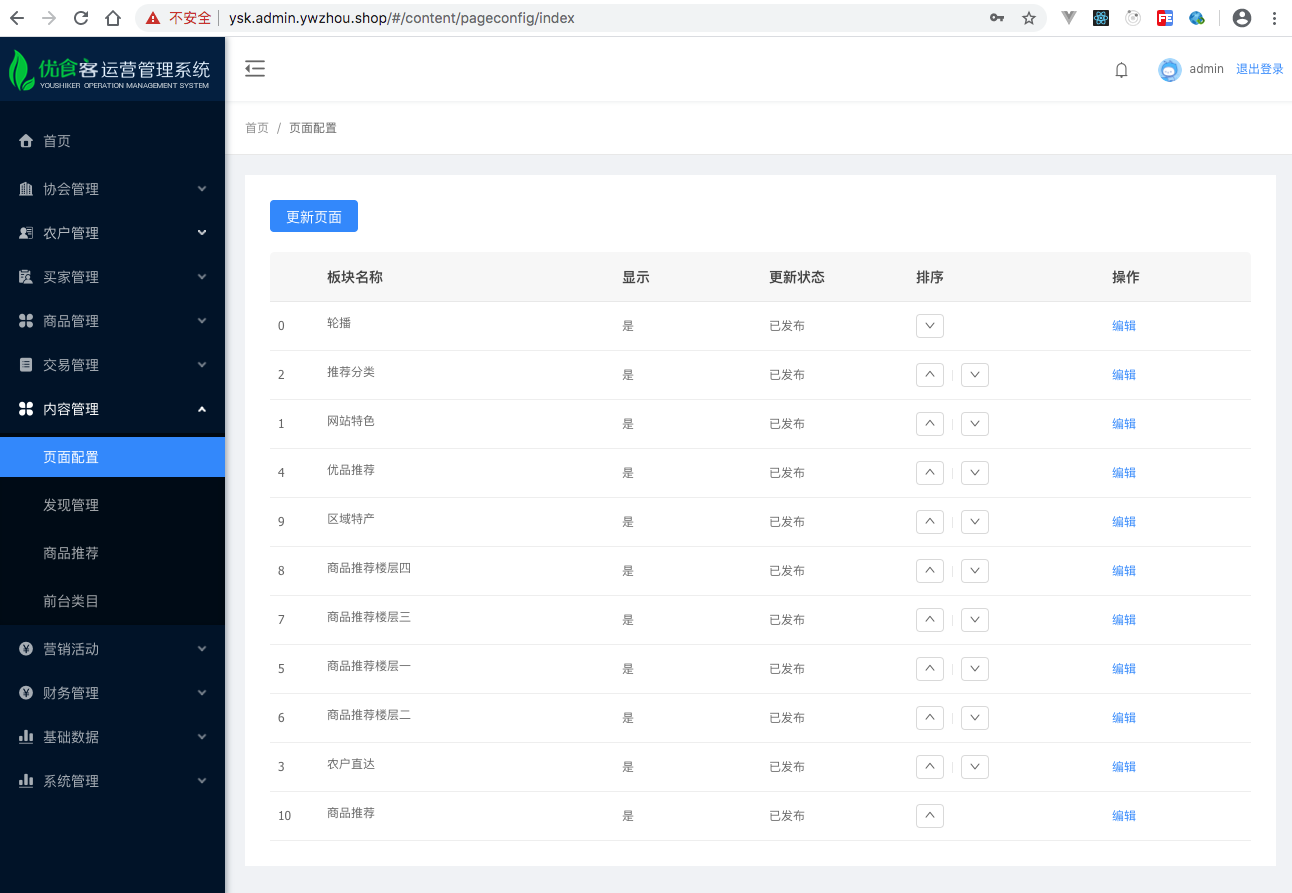 不安全 ysk.admin.ywzhou.shop/#/content/pageconfig/index
FE
优食客运营管理系统
YOUSHIKER OPERATION MANAGEMENT SYSTEM
admin 退出登录
首页 / 页面配置
首页
协会管理
农户管理
买家管理
商品管理
交易管理
内容管理
页面配置
发现管理
商品推荐
前台类目
营销活动
财务管理
基础数据
系统管理
更新页面
板块名称 显示 更新状态 排序 操作
0 轮播 是 已发布 编辑
2 推荐分类 是 已发布 编辑
1 网站特色 是 已发布 编辑
4 优品推荐 是 已发布 编辑
9 区域特产 是 已发布 编辑
8 商品推荐楼层四 是 已发布 编辑
7 商品推荐楼层三 是 已发布 编辑
5 商品推荐楼层一 是 已发布 编辑
6 商品推荐楼层二 是 已发布 编辑
3 农户直达 是 已发布 编辑
10 商品推荐 是 已发布 编辑